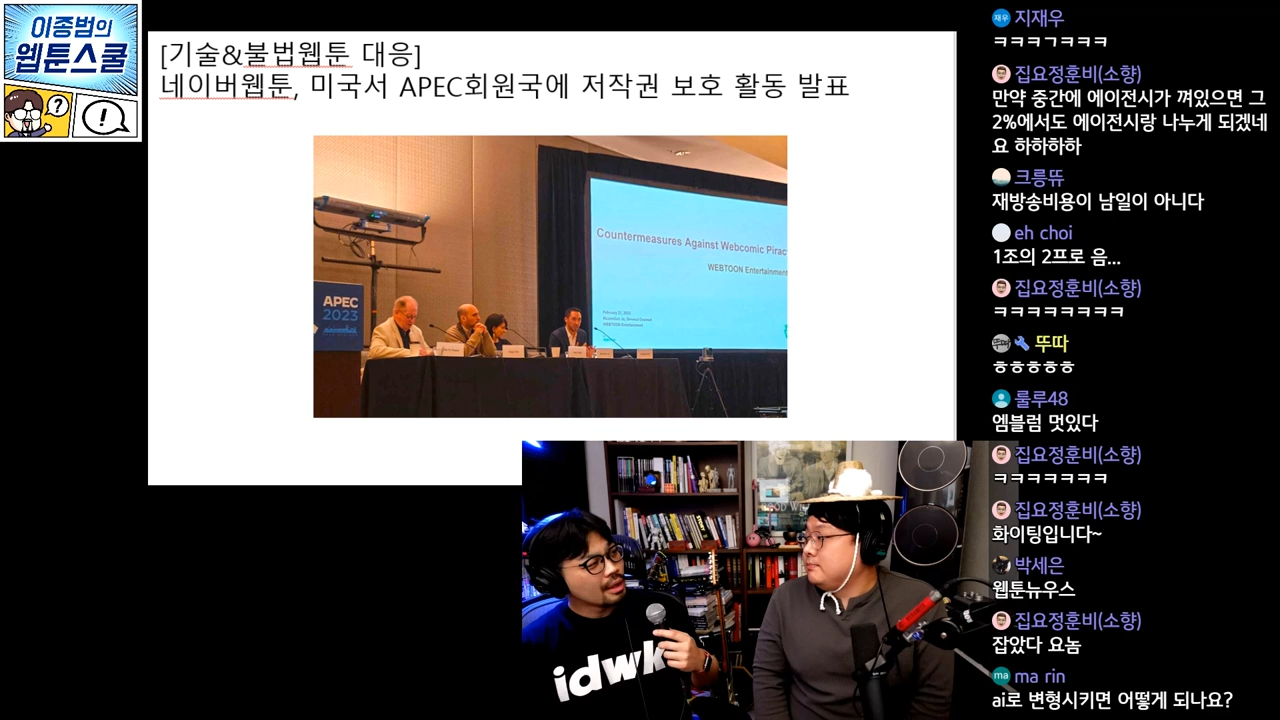 이종범의
웹툰스쿨
?
!
[기술&불법웹툰 대응]
네이버웹툰, 미국서 APEC회원국에 저작권 보호 활동 발표
Countermeasures Against Webcomic Pirac
WEBTOON Entertainment
APEC
2023
idwk
재우 지재우
ㅋㅋㅋㄱㅋㅋㅋ
집요정훈비(소향)
만약 중간에 에이전시가 껴있으면 그
2%에서도 에이전시랑 나누게 되겠네
요 하하하하
크릉뜌
재방송비용이 남일이 아니다
eh choi
1조의 2프로 음...
집요정훈비(소향)
ㅋㅋㅋㅋㅋㅋㅋㅋ
뚜따
ㅎㅎㅎㅎㅎ
룰루48
엠블럼 멋있다
집요정훈비(소향)
ㅋㅋㅋㅋㅋㅋㅋ
집요정훈비(소향)
화이팅입니다~
박세은
웹툰뉴우스
집요정훈비(소향)
잡았다 요놈
ma ma rin
ai로 변형시키면 어떻게 되나요?